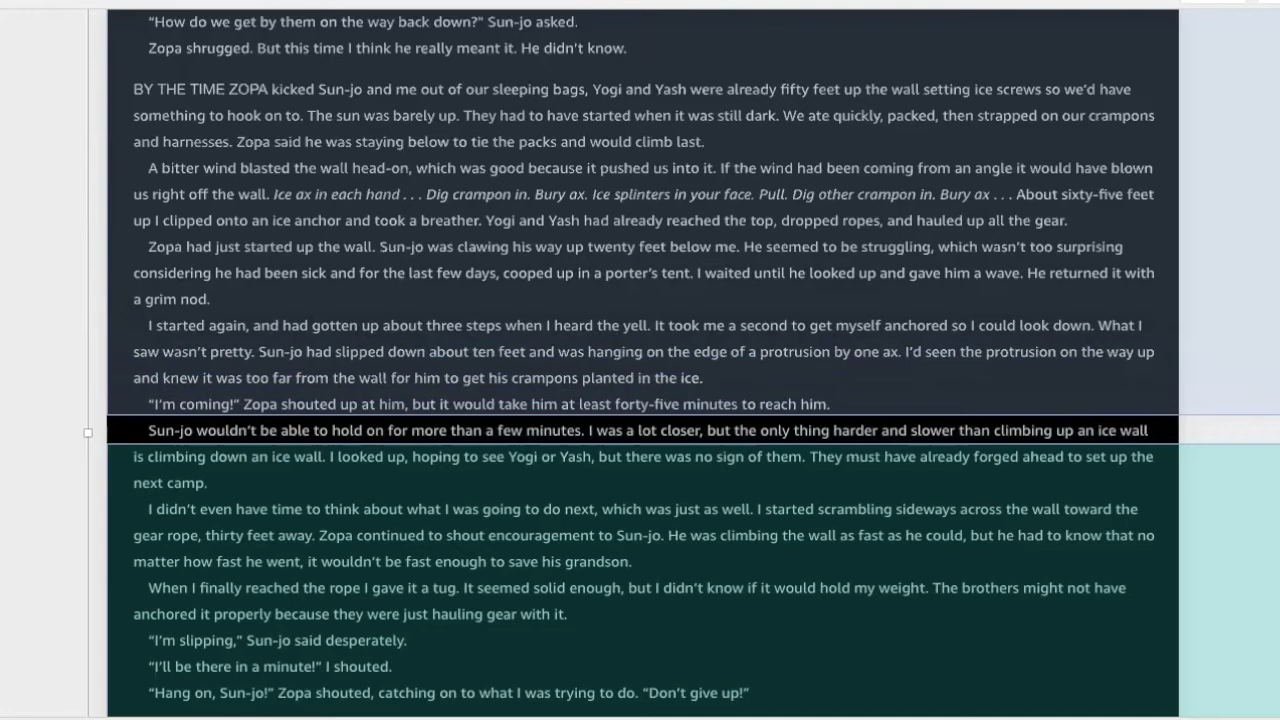 “How do we get by them on the way back down?” Sun-jo asked.
Zopa shrugged. But this time I think he really meant it. He didn’t know.
BY THE TIME ZOPA kicked Sun-jo and me out of our sleeping bags, Yogi and Yash were already fifty feet up the wall setting ice screws so we’d have
something to hook on to. The sun was barely up. They had to have started when it was still dark. We ate quickly, packed, then strapped on our crampons
and harnesses. Zopa said he was staying below to tie the packs and would climb last.
A bitter wind blasted the wall head-on, which was good because it pushed us into it. If the wind had been coming from an angle it would have blown
us right off the wall. Ice ax in each hand . . . Dig crampon in. Bury ax. Ice splinters in your face. Pull. Dig other crampon in. Bury ax . . . About sixty-five feet
up I clipped onto an ice anchor and took a breather. Yogi and Yash had already reached the top, dropped ropes, and hauled up all the gear.
Zopa had just started up the wall. Sun-jo was clawing his way up twenty feet below me. He seemed to be struggling, which wasn’t too surprising
considering he had been sick and for the last few days, cooped up in a porter’s tent. I waited until he looked up and gave him a wave. He returned it with
a grim nod.
I started again, and had gotten up about three steps when I heard the yell. It took me a second to get myself anchored so I could look down. What I
saw wasn’t pretty. Sun-jo had slipped down about ten feet and was hanging on the edge of a protrusion by one ax. I’d seen the protrusion on the way up
and knew it was too far from the wall for him to get his crampons planted in the ice.
“I’m coming!” Zopa shouted up at him, but it would take him at least forty-five minutes to reach him.
Sun-jo wouldn’t be able to hold on for more than a few minutes. I was a lot closer, but the only thing harder and slower than climbing up an ice wall
is climbing down an ice wall. I looked up, hoping to see Yogi or Yash, but there was no sign of them. They must have already forged ahead to set up the
next camp.
I didn’t even have time to think about what I was going to do next, which was just as well. I started scrambling sideways across the wall toward the
gear rope, thirty feet away. Zopa continued to shout encouragement to Sun-jo. He was climbing the wall as fast as he could, but he had to know that no
matter how fast he went, it wouldn’t be fast enough to save his grandson.
When I finally reached the rope I gave it a tug. It seemed solid enough, but I didn’t know if it would hold my weight. The brothers might not have
anchored it properly because they were just hauling gear with it.
“I’m slipping,” Sun-jo said desperately.
“I’ll be there in a minute!” I shouted.
“Hang on, Sun-jo!” Zopa shouted, catching on to what I was trying to do. “Don’t give up!”